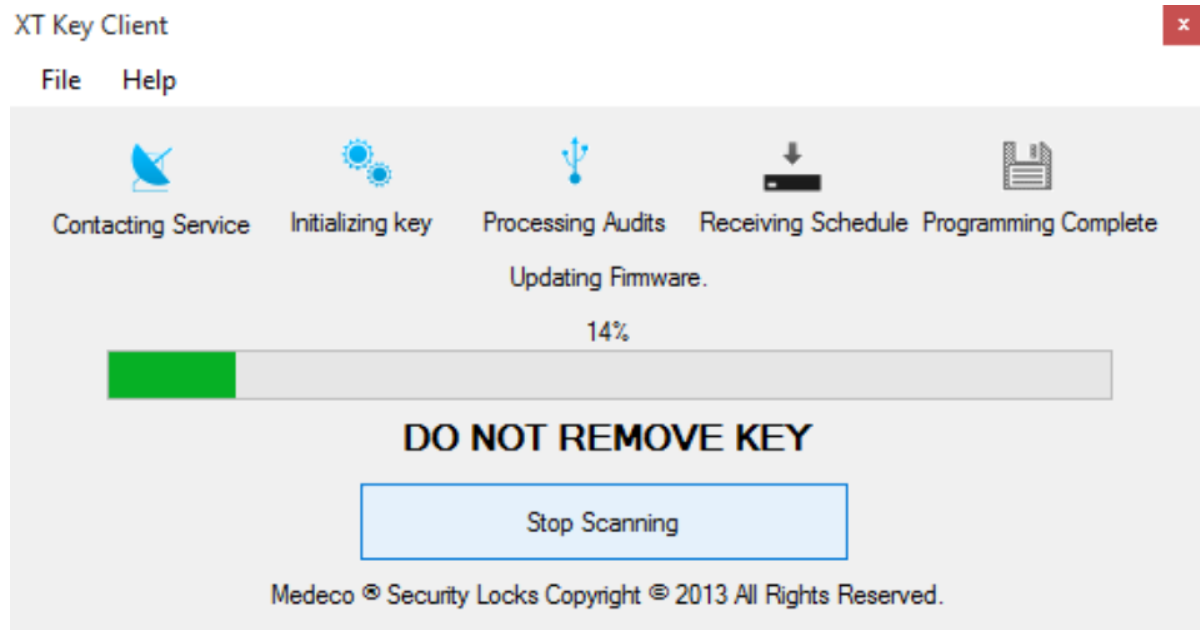 XT Key Client
x
File Help
Contacting Service Initializing key Processing Audits Receiving Schedule Programming Complete
Updating Firmware.
14%
DO NOT REMOVE KEY
Stop Scanning
Medeco ® Security Locks Copyright © 2013 All Rights Reserved.